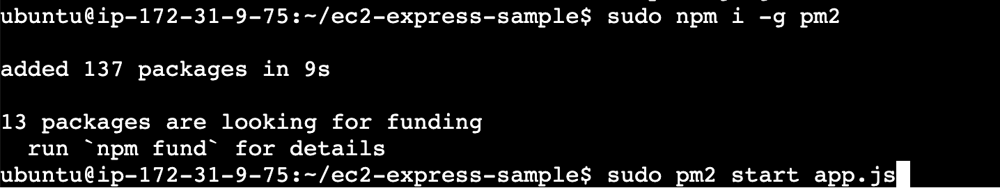 ubuntu@ip-172-31-9-75:~/ec2-express-sample$ sudo npm i -g pm2
added 137 packages in 9s
13 packages are looking for funding
  run `npm fund` for details
ubuntu@ip-172-31-9-75:~/ec2-express-sample$ sudo pm2 start app.js